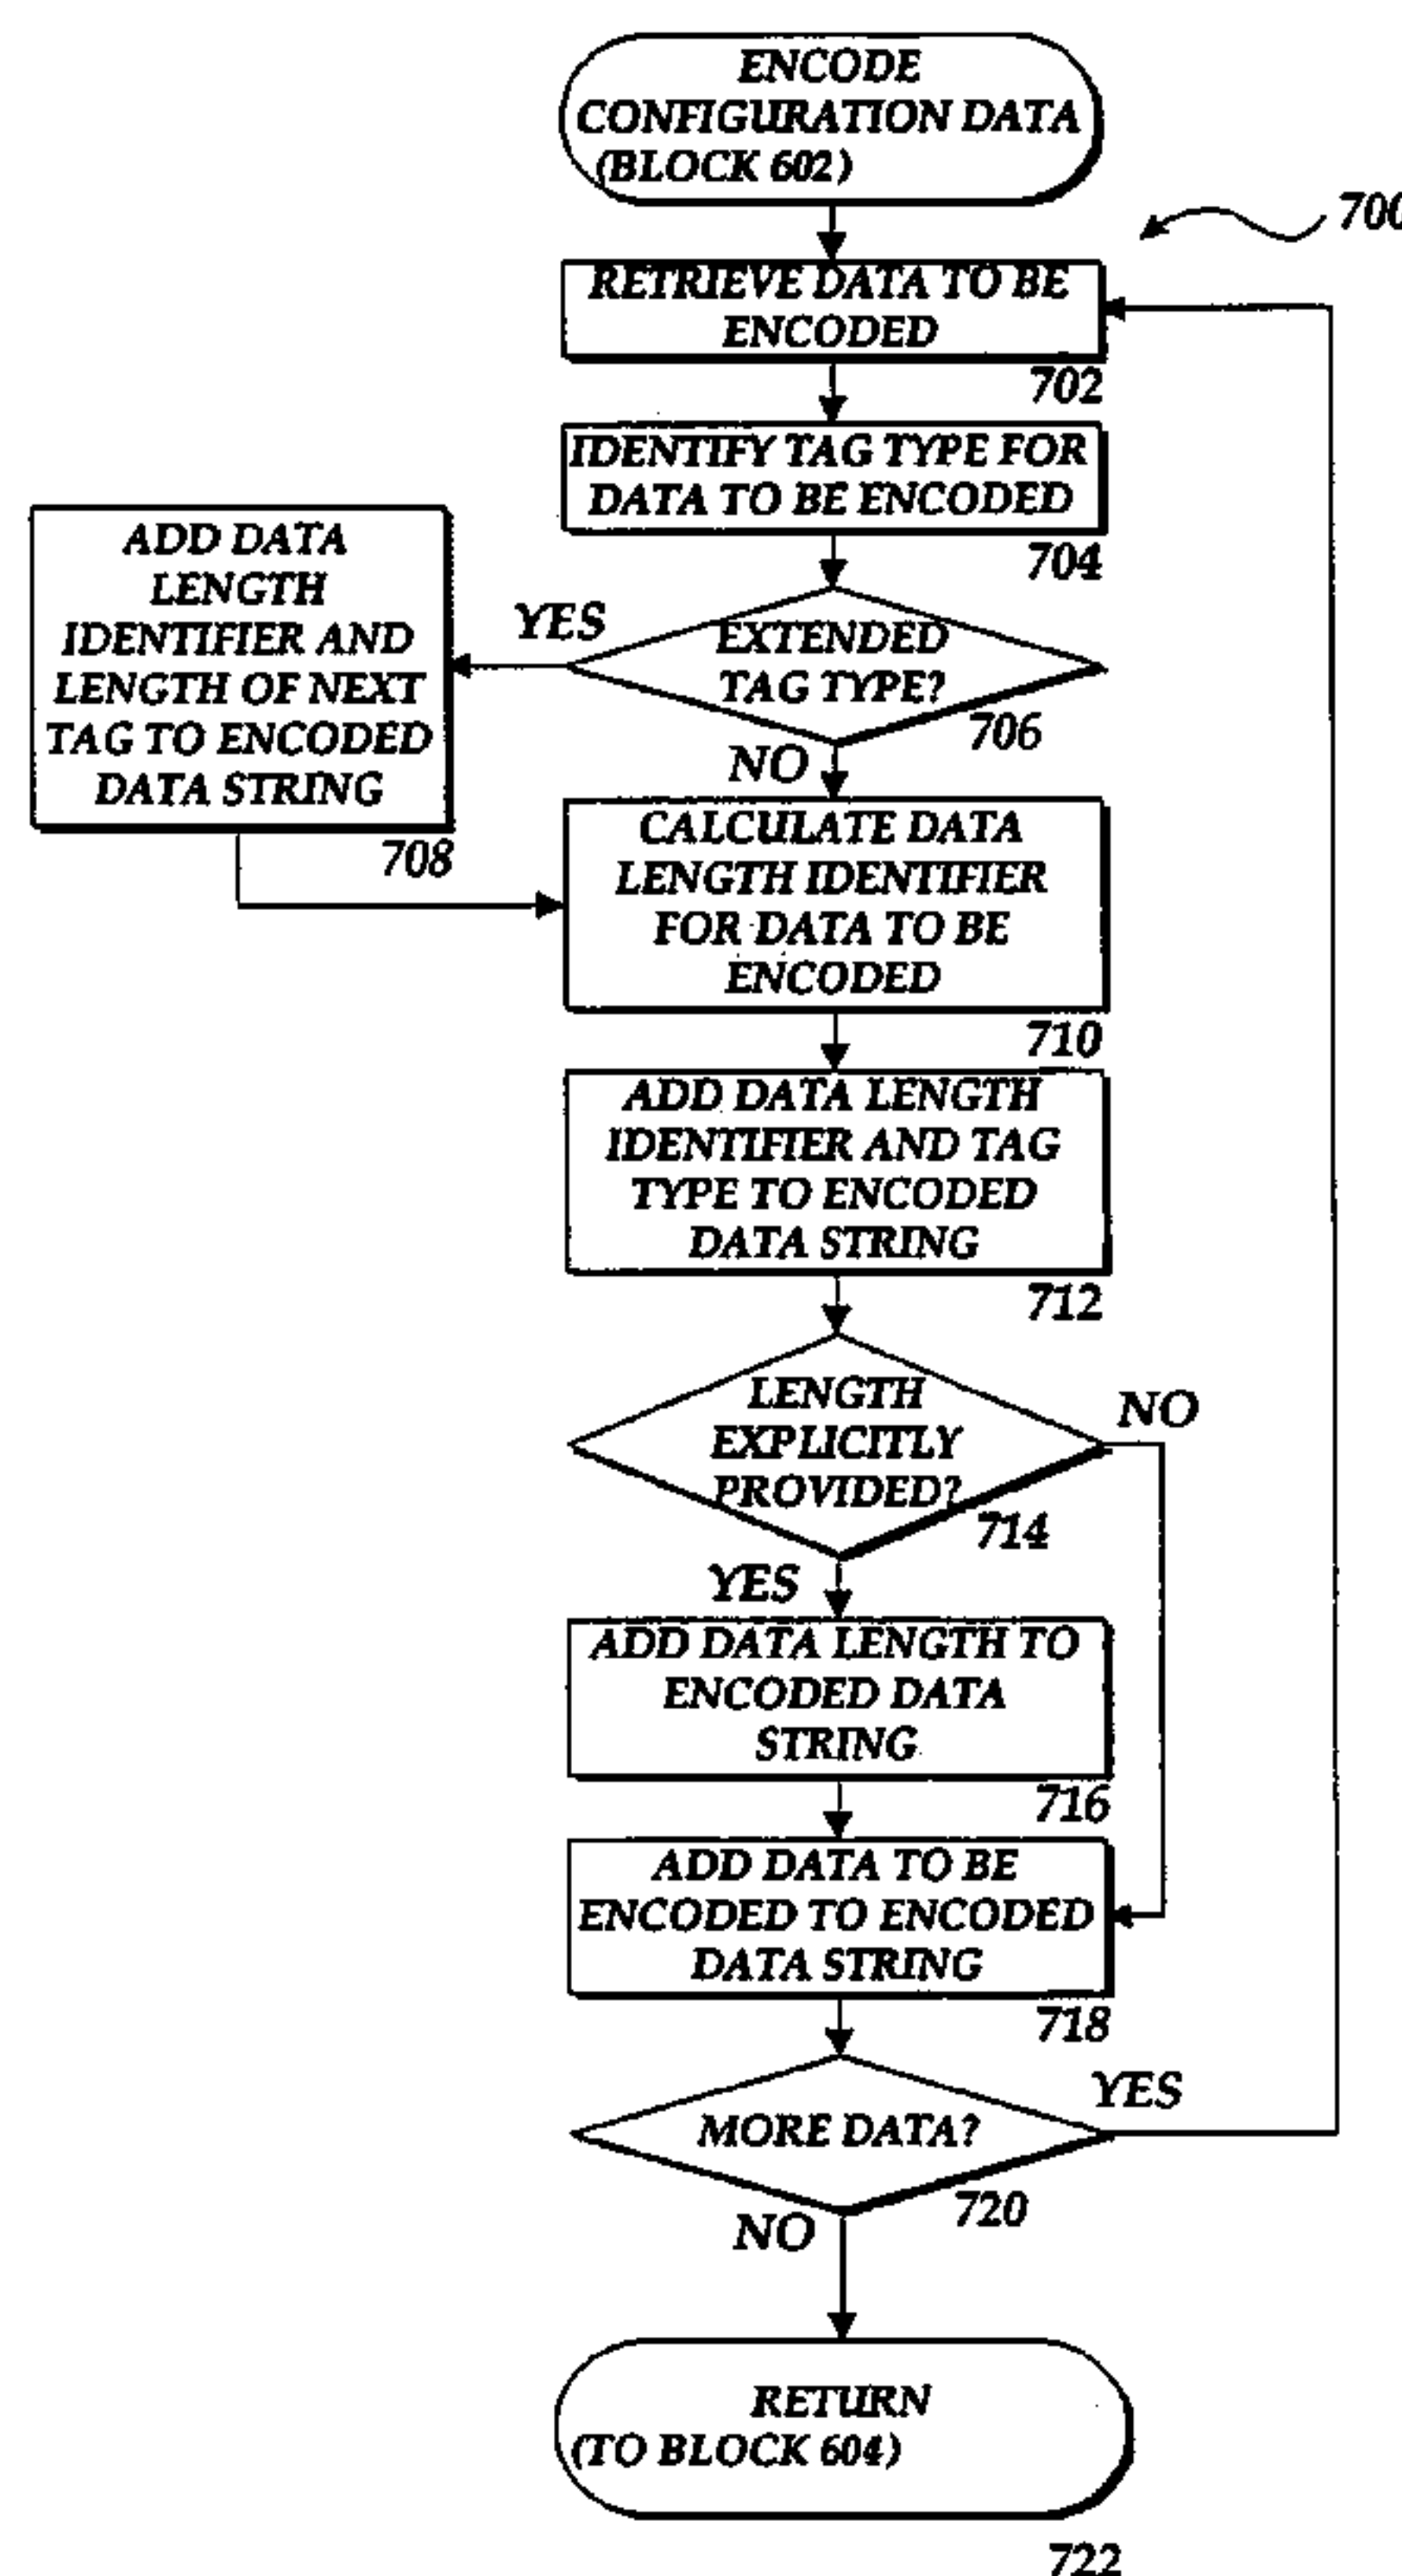 ENCODE
CONFIGURATION DATA
(BLOCK 602)
700
RETRIEVE DATA TO BE
ENCODED
702
IDENTIFY TAG TYPE FOR
DATA TO BE ENCODED
704
ADD DATA
LENGTH
IDENTIFIER AND
LENGTH OF NEXT
TAG TO ENCODED
DATA STRING
708
YES
EXTENDED
TAG TYPE?
706
NO
CALCULATE DATA
LENGTH IDENTIFIER
FOR DATA TO BE
ENCODED
710
ADD DATA LENGTH
IDENTIFIER AND TAG
TYPE TO ENCODED
DATA STRING
712
LENGTH
EXPLICITLY
PROVIDED?
714
NO
YES
ADD DATA LENGTH TO
ENCODED DATA
STRING
716
ADD DATA TO BE
ENCODED TO ENCODED
DATA STRING
718
MORE DATA?
720
YES
NO
RETURN
(TO BLOCK 604)
722